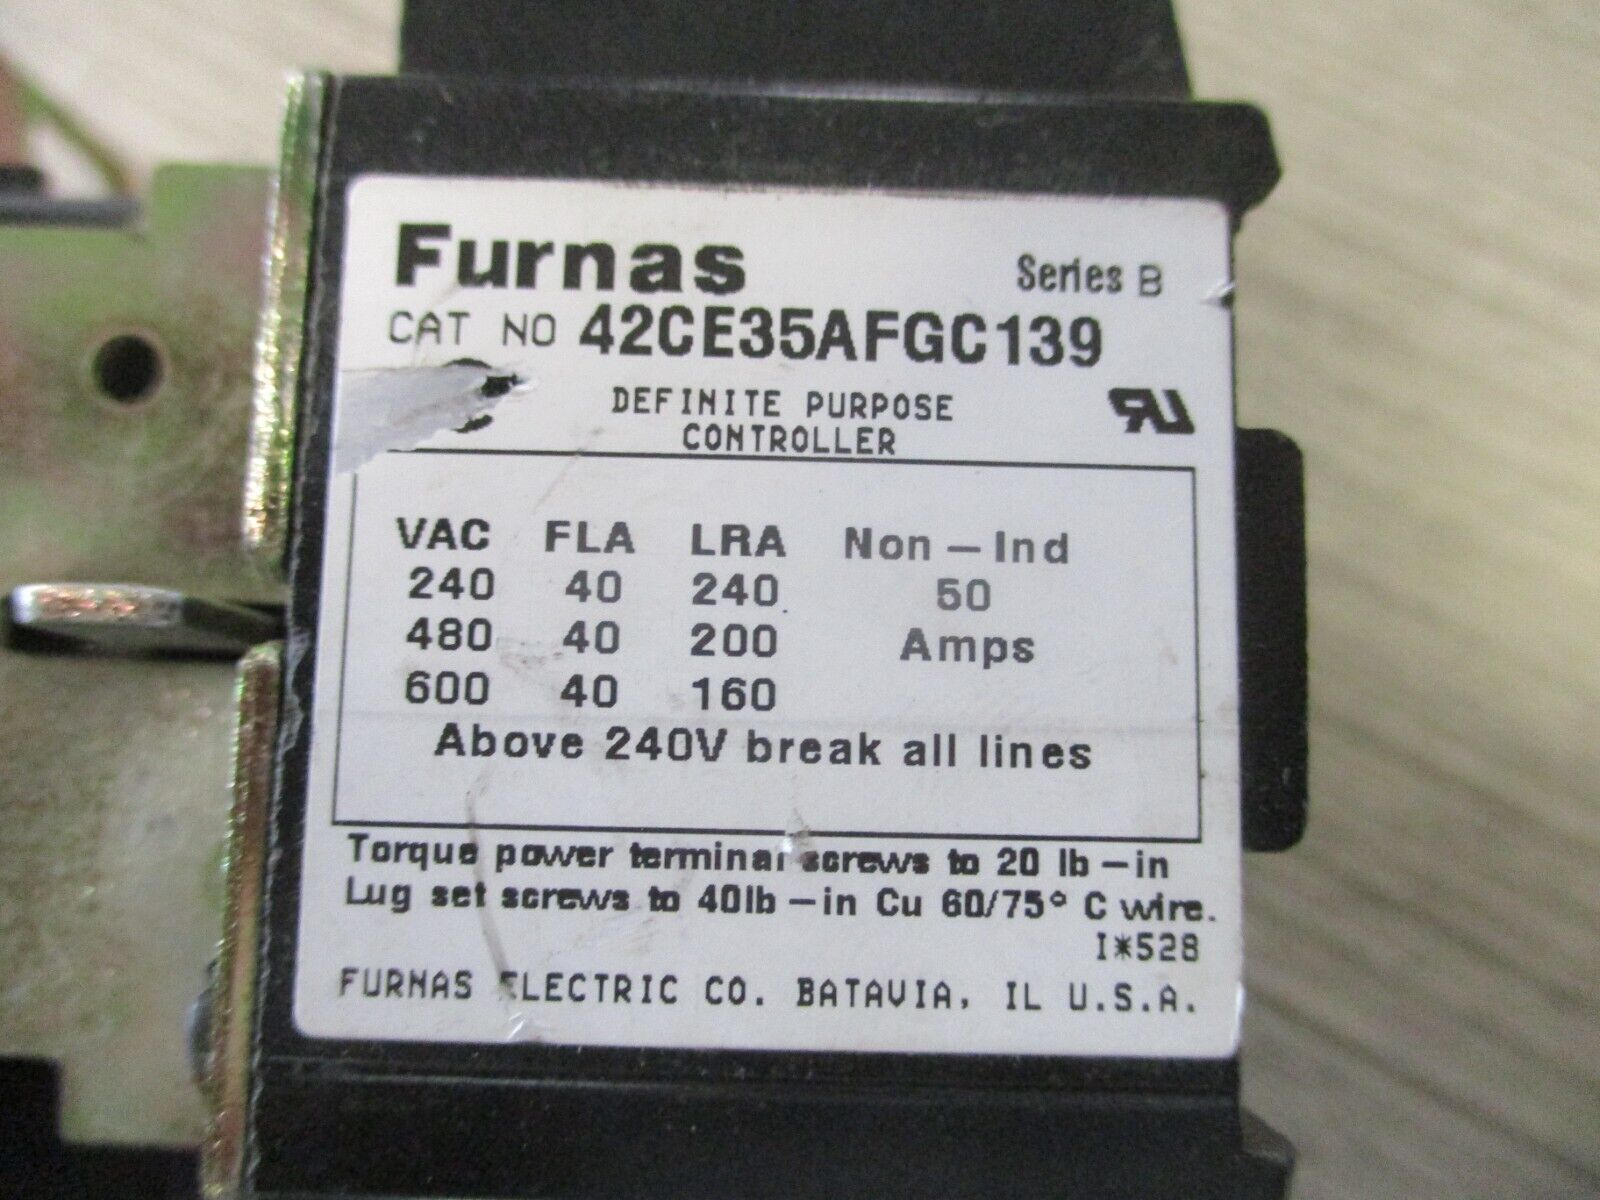 Furnas
Series B
CAT NO 42CE35AFGC139
DEFINITE PURPOSE
CONTROLLER
VAC FLA LRA Non-Ind
240 40 240 50
480 40 200 Amps
600 40 160
Above 240V break all lines
Torque power terminal screws to 20 lb-in
Lug set screws to 40lb-in Cu 60/75° C wire.
I*528
FURNAS ELECTRIC CO. BATAVIA, IL U.S.A.